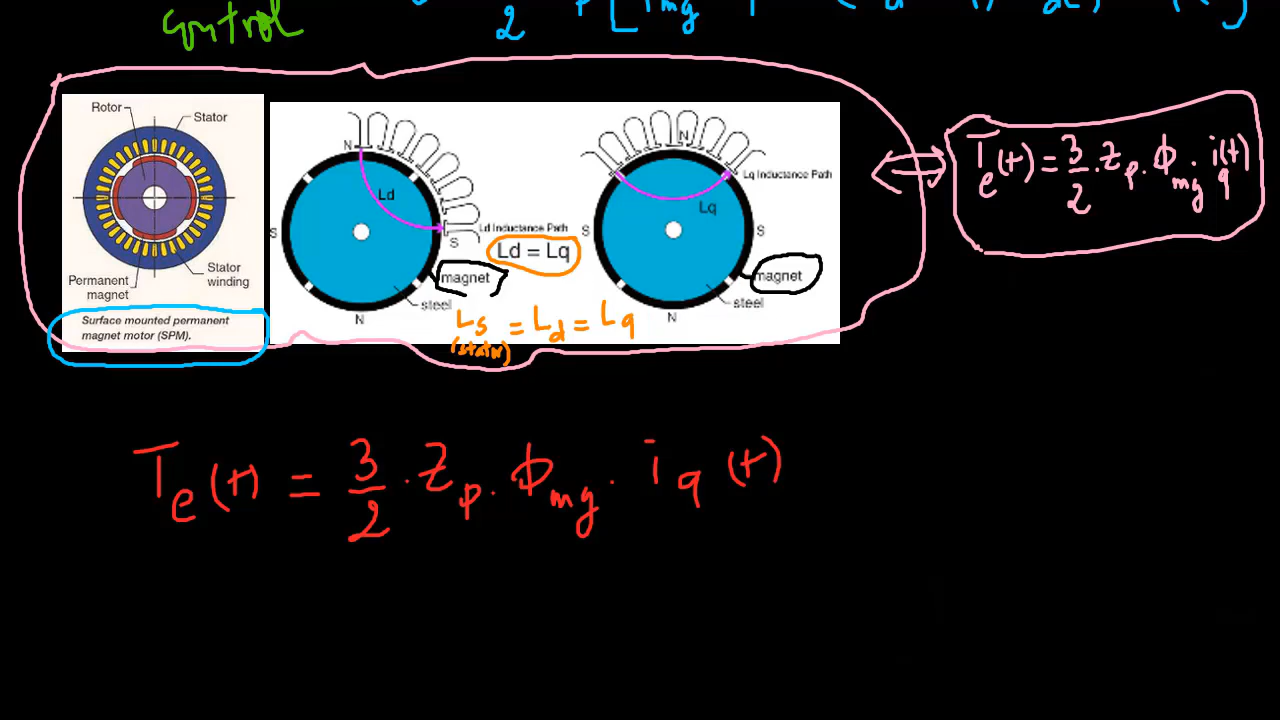 control
2
Rotor
Stator
Permanent
magnet
Stator
winding
Surface mounted permanent
magnet motor (SPM).
N
Ld
S
Ld Inductance Path
S
Ld = Lq
magnet
steel
N
Ls = Ld = Lq
(stator)
N
Lq Inductance Path
Lq
S
S
magnet
steel
N
Te(t) = 3/2 . Zp . ϕmg . iq(t)
Te(t) = 3/2 . Zp . ϕmg . iq(t)